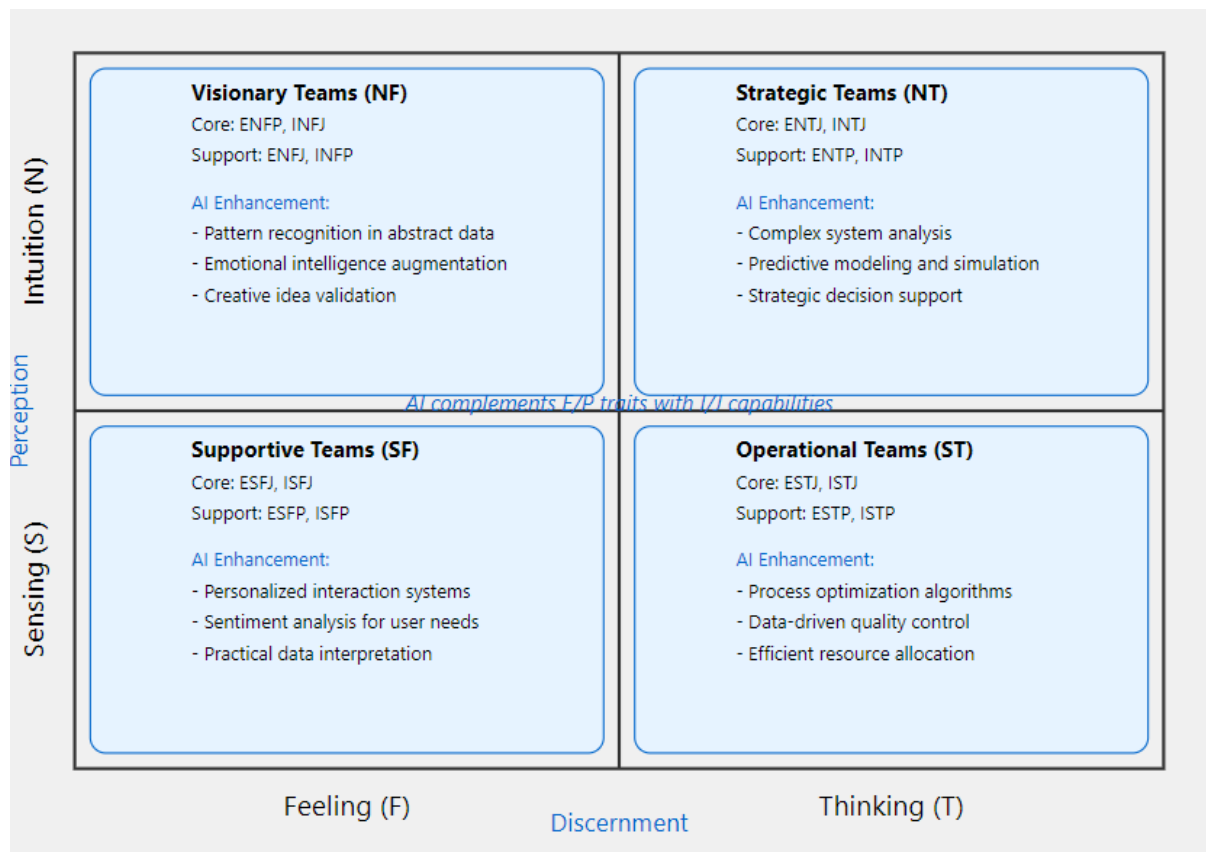 Visionary Teams (NF)
Core: ENFP, INFJ
Support: ENFJ, INFP
AI Enhancement:
- Pattern recognition in abstract data
- Emotional intelligence augmentation
- Creative idea validation
Strategic Teams (NT)
Core: ENTJ, INTJ
Support: ENTP, INTP
AI Enhancement:
- Complex system analysis
- Predictive modeling and simulation
- Strategic decision support
Intuition (N)
Perception
AI complements E/P traits with I/J capabilities
Supportive Teams (SF)
Core: ESFJ, ISFJ
Support: ESFP, ISFP
AI Enhancement:
- Personalized interaction systems
- Sentiment analysis for user needs
- Practical data interpretation
Operational Teams (ST)
Core: ESTJ, ISTJ
Support: ESTP, ISTP
AI Enhancement:
- Process optimization algorithms
- Data-driven quality control
- Efficient resource allocation
Sensing (S)
Feeling (F)
Thinking (T)
Discernment